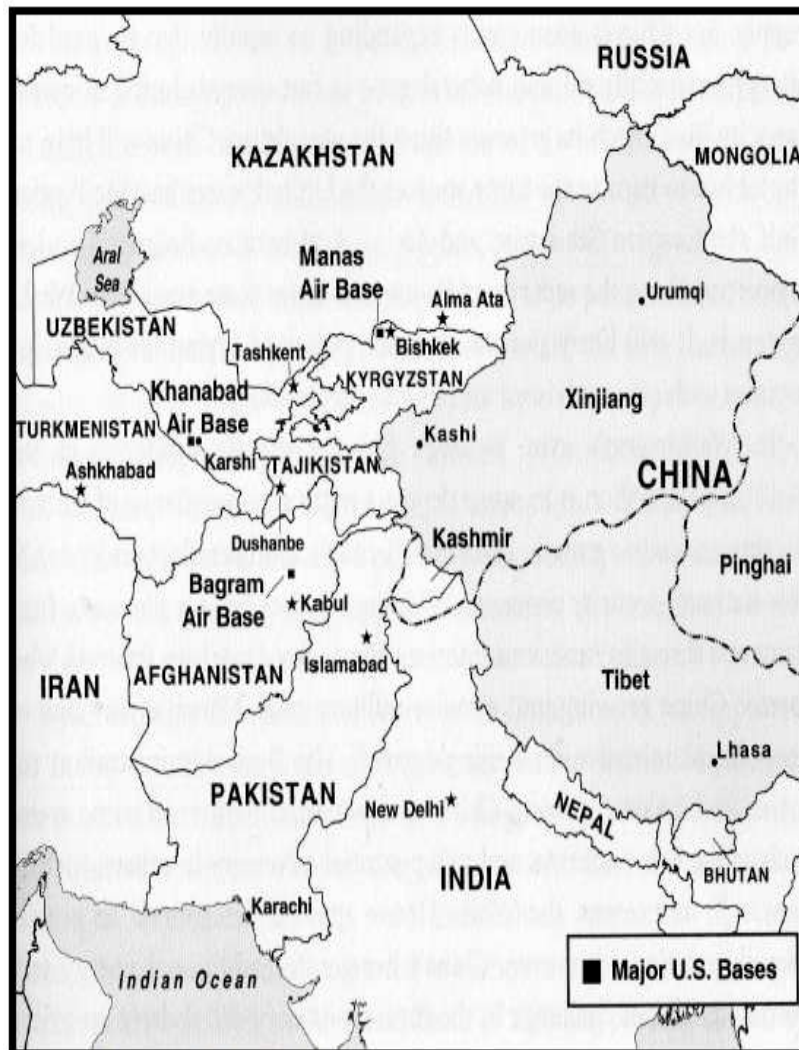 RUSSIA
KAZAKHSTAN
MONGOLIA
Aral
Sea
Manas
Air Base
Alma Ata
Urumqi
UZBEKISTAN
Bishkek
Tashkent
KYRGYZSTAN
Khanabad
Air Base
Xinjiang
TURKMENISTAN
Karshi
Kashi
TAJIKISTAN
CHINA
Ashkhabad
Dushanbe
Kashmir
Pinghai
Bagram
Air Base
Kabul
Islamabad
IRAN
AFGHANISTAN
Tibet
Lhasa
PAKISTAN
New Delhi
NEPAL
INDIA
BHUTAN
Karachi
Indian Ocean
Major U.S. Bases